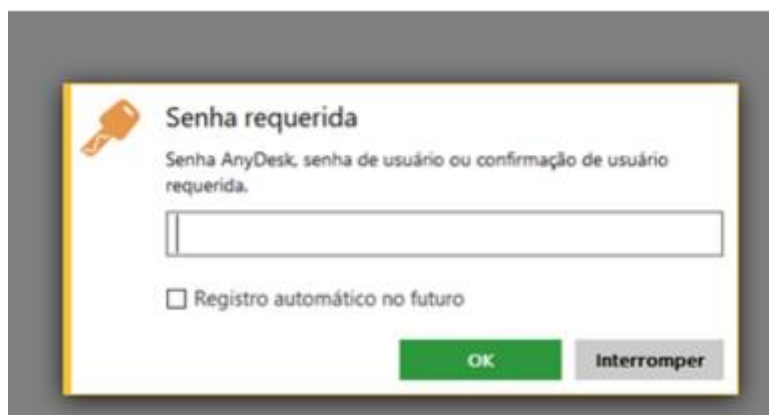 Senha requerida
Senha AnyDesk, senha de usuário ou confirmação de usuário
requerida.
Registro automático no futuro
OK
Interromper